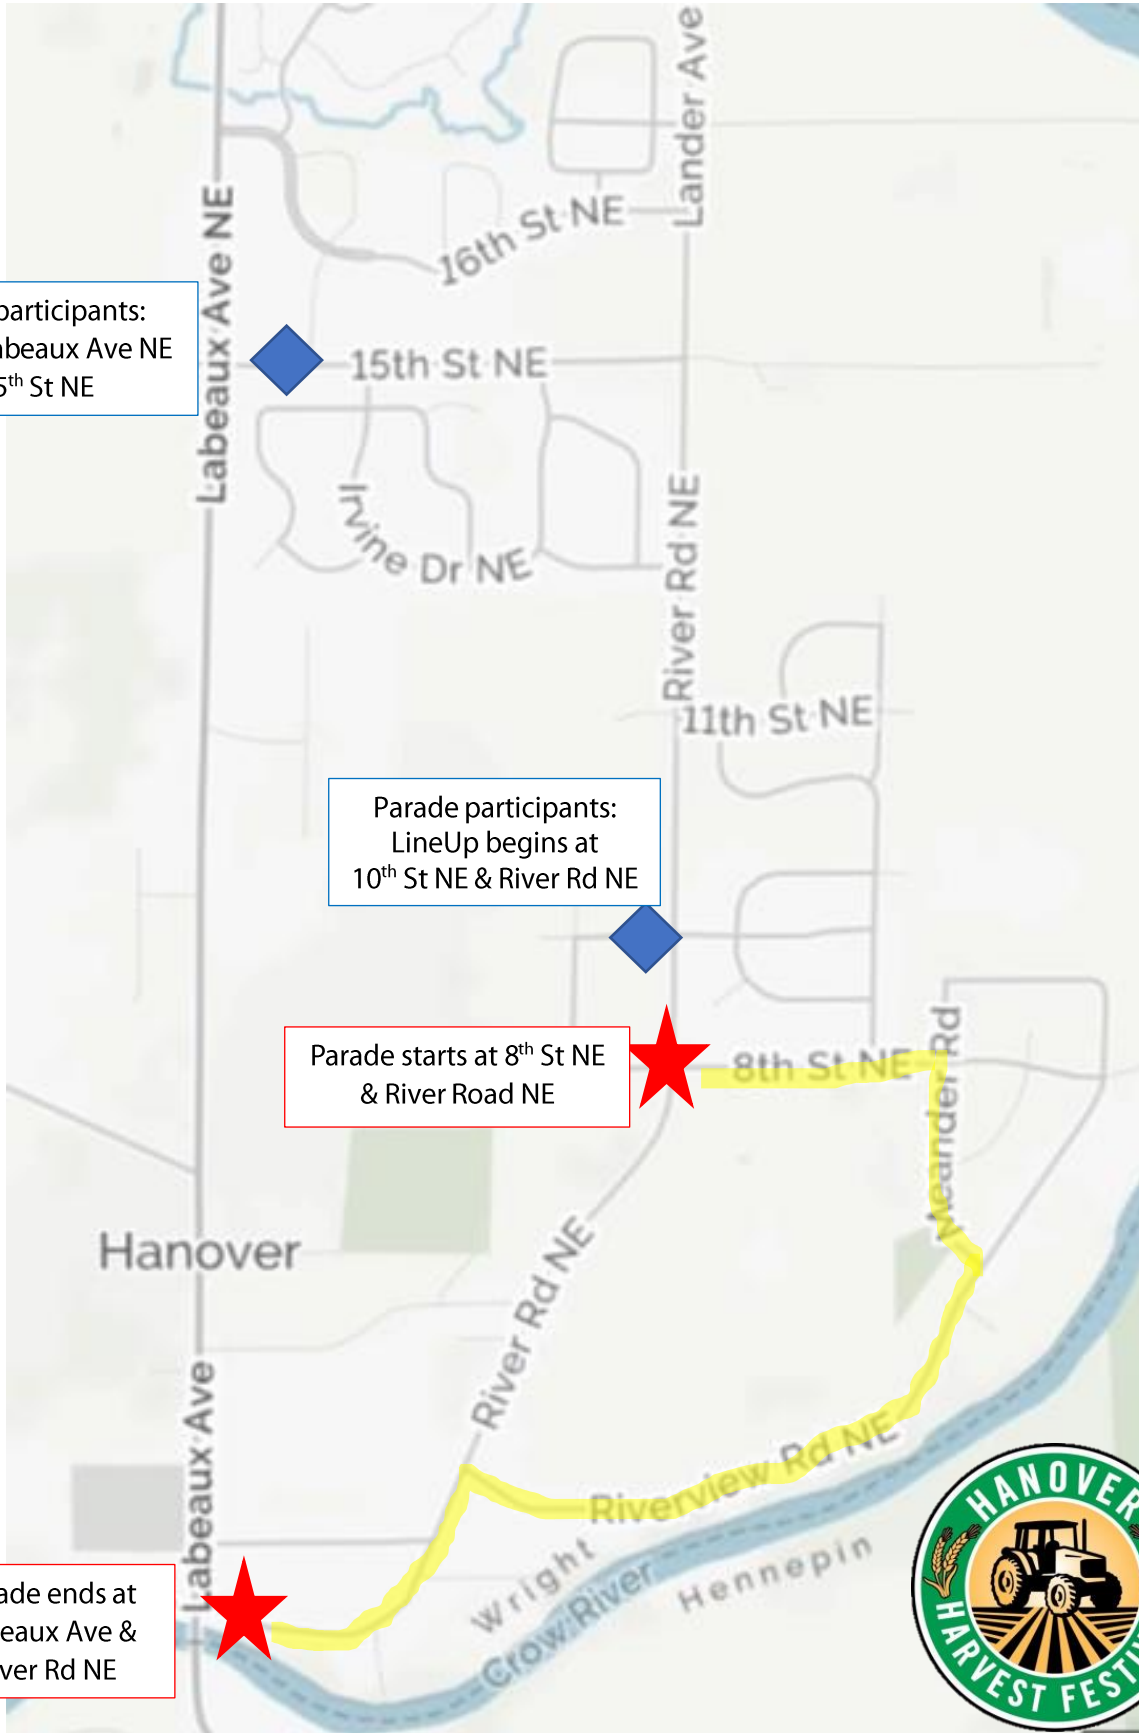 Lander Ave
Labeaux Ave NE
16th St NE
participants:
beaux Ave NE
5th St NE
15th St NE
Irvine Dr NE
River Rd NE
11th St NE
Parade participants:
LineUp begins at
10th St NE & River Rd NE
Parade starts at 8th St NE
& River Road NE
8th St NE
Meander Rd
Hanover
River Rd NE
Labeaux Ave
Riverview Rd NE
Wright
Crow River
Hennepin
ade ends at
eaux Ave &
ver Rd NE
HANOVER
HARVEST FESTIV